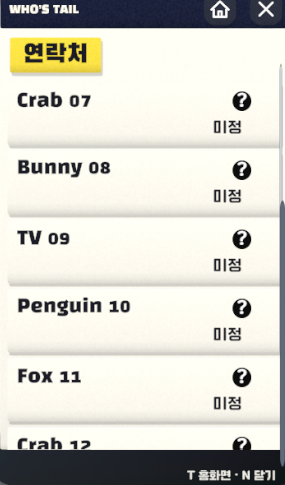 WHO'S TAIL
연락처
Crab 07
?
미정
Bunny 08
?
미정
TV 09
?
미정
Penguin 10
?
미정
Fox 11
?
미정
Crab 12
?
T 홈화면 · N 닫기